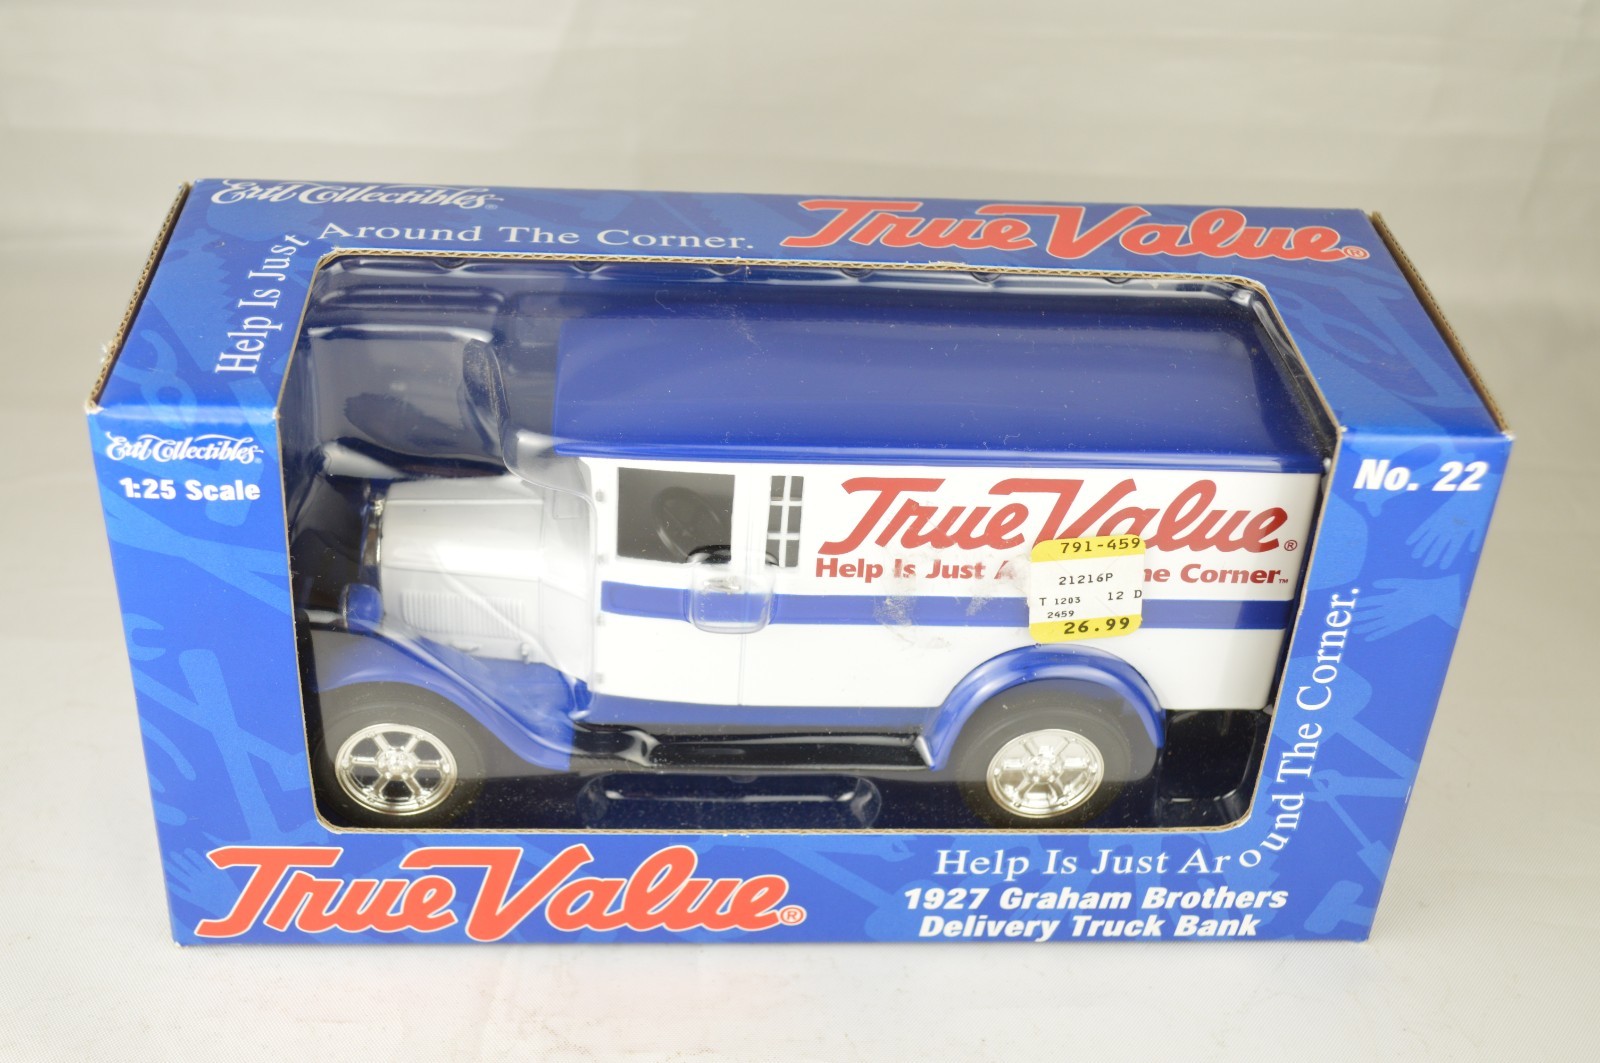 Ertl Collectibles®
Help Is Just Around The Corner.
True Value®
Ertl Collectibles
1:25 Scale
No. 22
True Value®
Help Is Just A he Corner™
791-459
21216P
T 1203 12 D
2459
26.99
True Value®
Help Is Just Around The Corner.
1927 Graham Brothers
Delivery Truck Bank